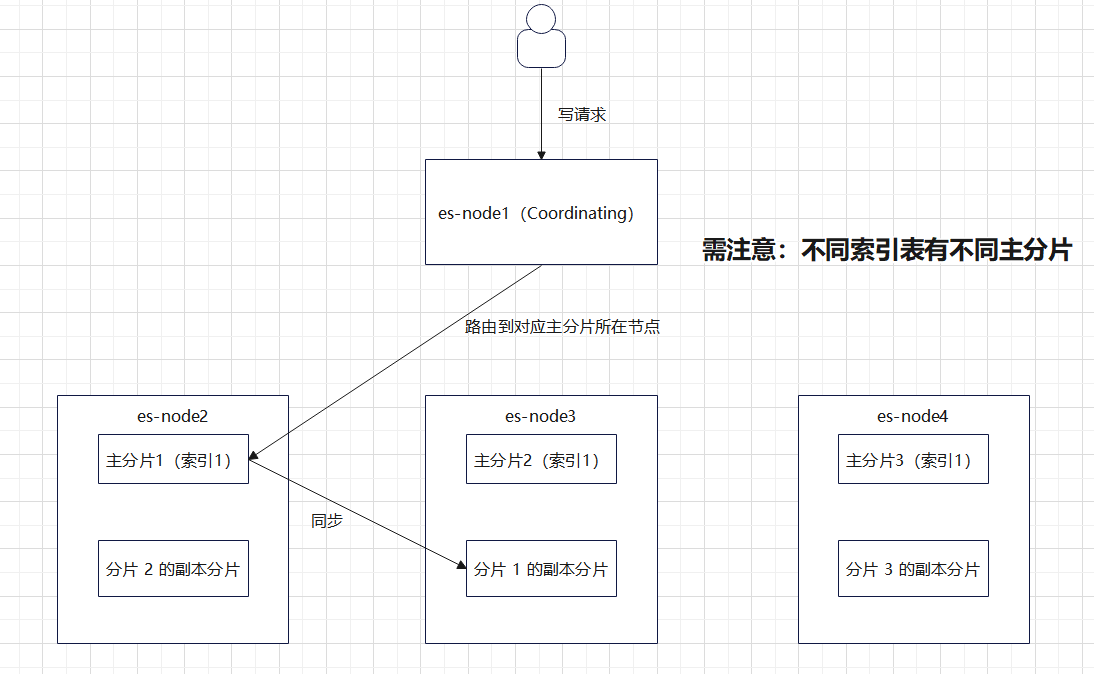 写请求
es-node1（Coordinating）
需注意：不同索引表有不同主分片
路由到对应主分片所在节点
es-node2
主分片1（索引1）
分片 2 的副本分片
同步
es-node3
主分片2（索引1）
分片 1 的副本分片
es-node4
主分片3（索引1）
分片 3 的副本分片